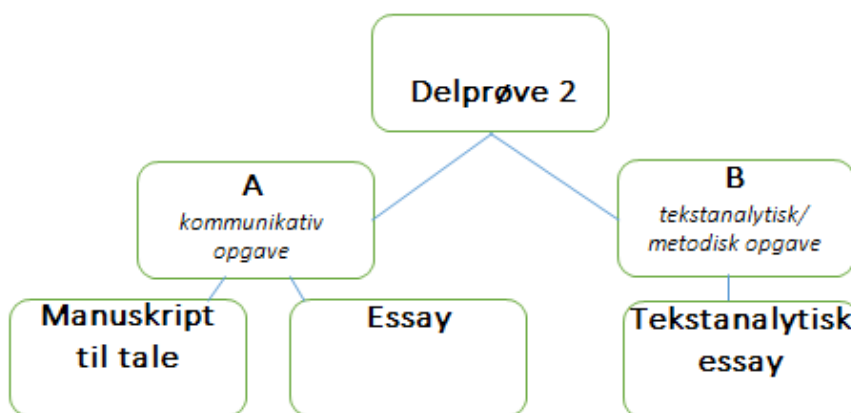 Delprøve 2
A
kommunikativ
opgave
B
tekstanalytisk/
metodisk opgave
Manuskript
til tale
Essay
Tekstanalytisk
essay